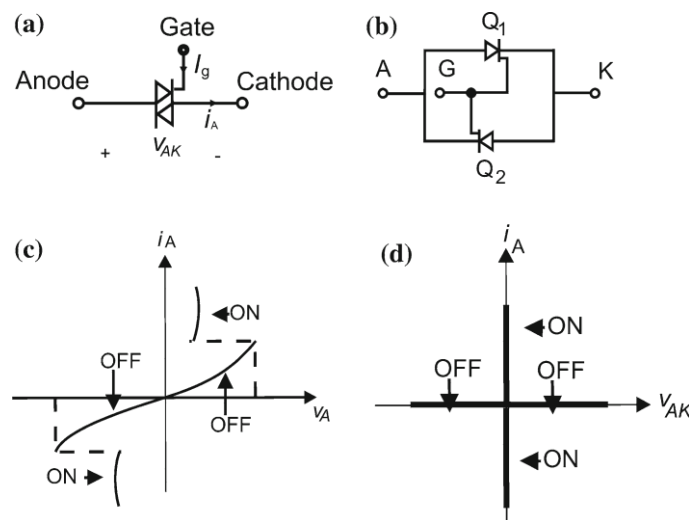 (a)
Gate
Ig
Anode
Cathode
iA
vAK
+ -
(b)
Q1
A G K
Q2
(c)
iA
ON
OFF
OFF
vA
ON
(d)
iA
ON
OFF OFF
vAK
ON